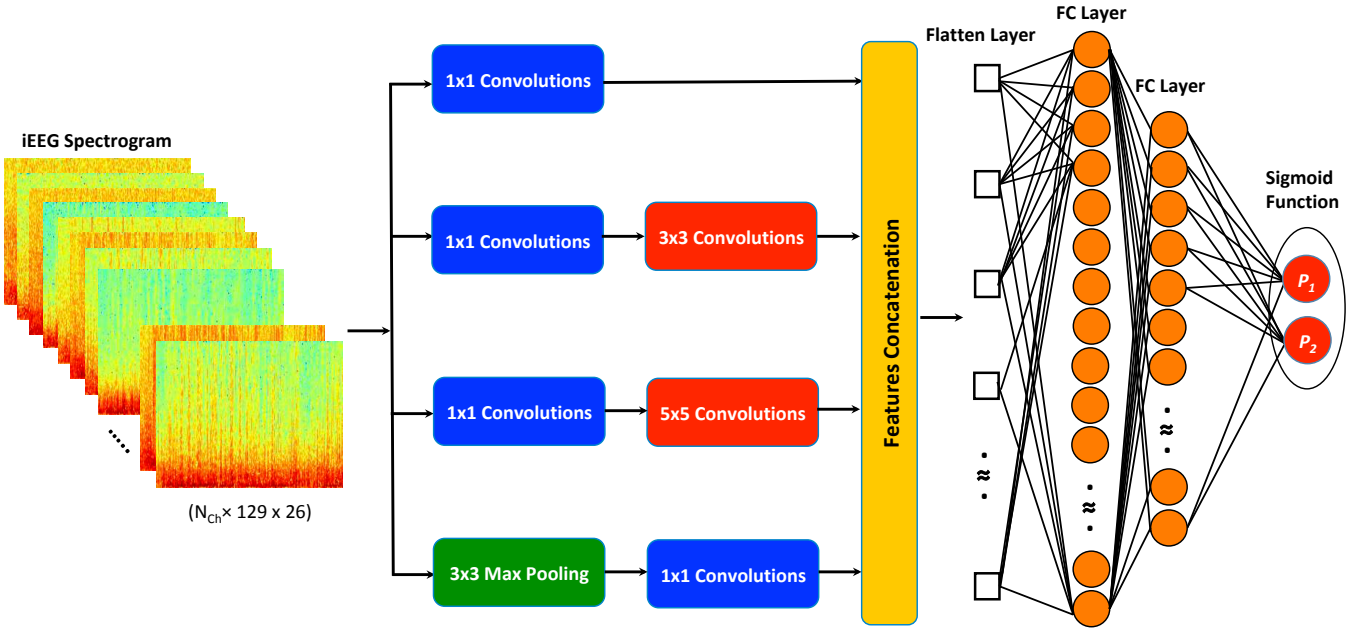 iEEG Spectrogram
(N_Ch × 129 x 26)
1x1 Convolutions
1x1 Convolutions
3x3 Convolutions
1x1 Convolutions
5x5 Convolutions
3x3 Max Pooling
1x1 Convolutions
Features Concatenation
Flatten Layer
FC Layer
FC Layer
Sigmoid
Function
P₁
P₂